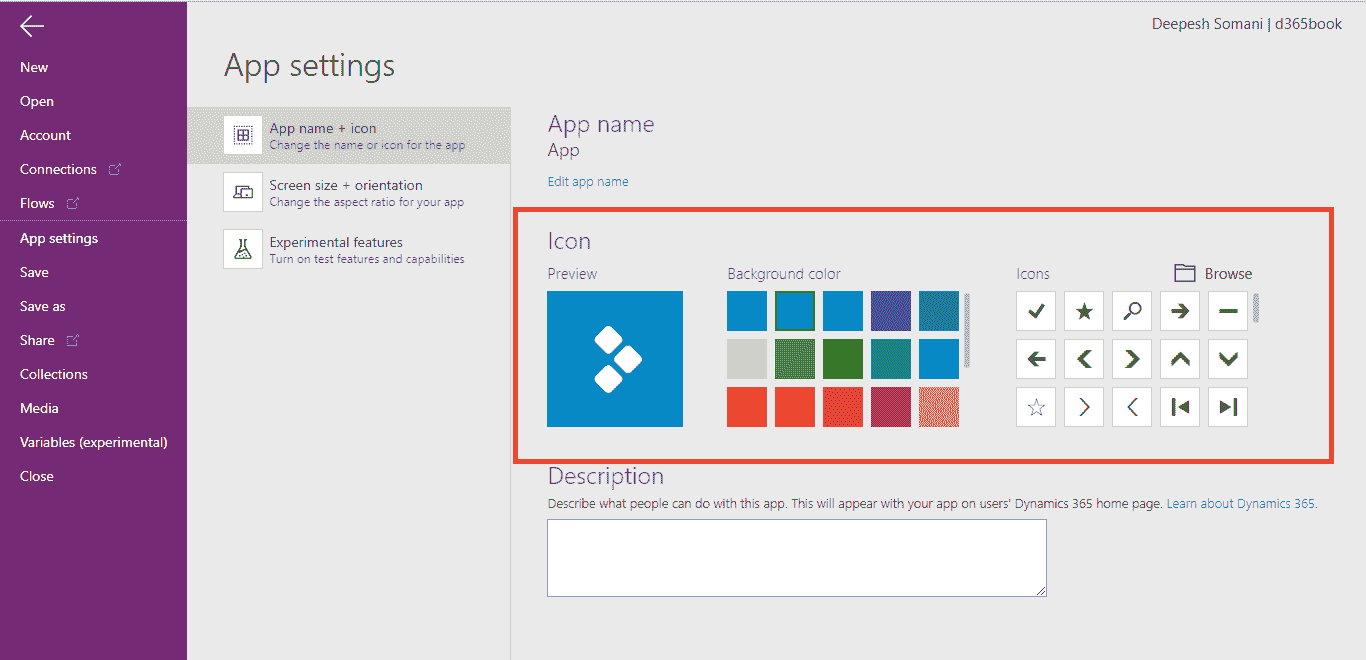 Deepesh Somani | d365book
New
Open
Account
Connections
Flows
App settings
Save
Save as
Share
Collections
Media
Variables (experimental)
Close
App settings
App name + icon
Change the name or icon for the app
Screen size + orientation
Change the aspect ratio for your app
Experimental features
Turn on test features and capabilities
App name
App
Edit app name
Icon
Preview
Background color
Icons
Browse
Description
Describe what people can do with this app. This will appear with your app on users' Dynamics 365 home page. Learn about Dynamics 365.